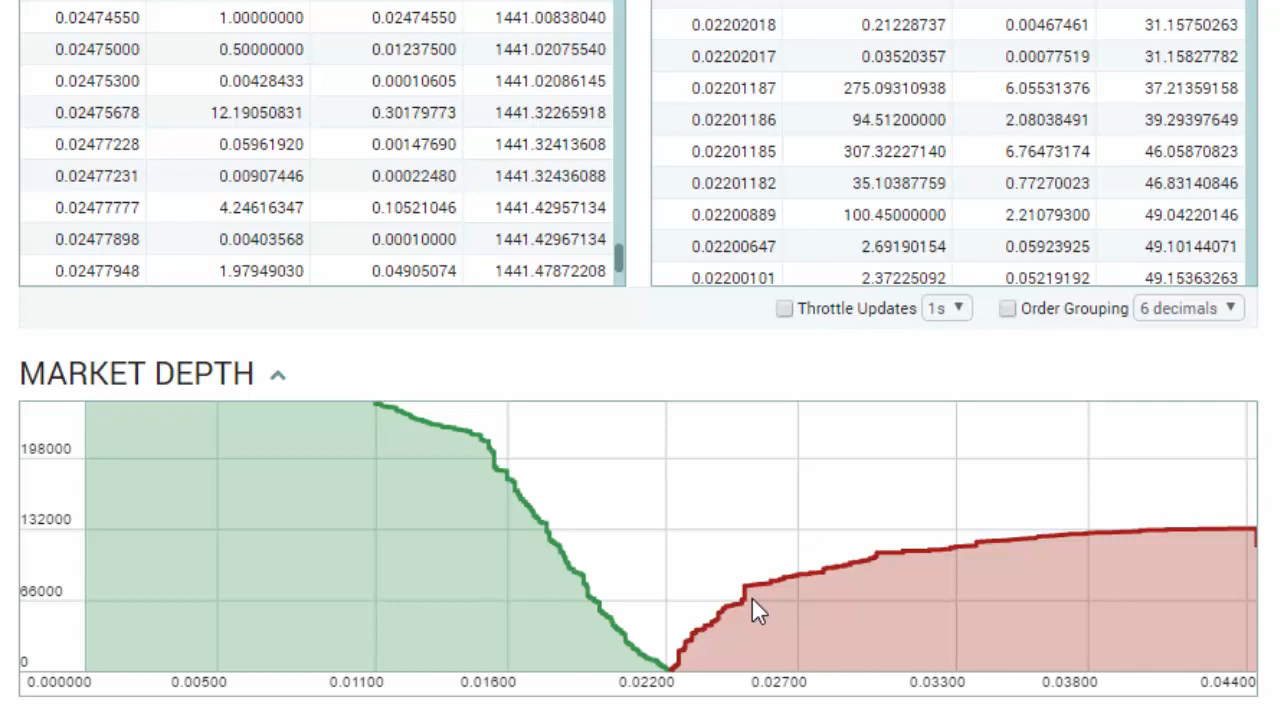 0.02474550 1.00000000 0.02474550 1441.00838040
0.02475000 0.50000000 0.01237500 1441.02075540
0.02475300 0.00428433 0.00010605 1441.02086145
0.02475678 12.19050831 0.30179773 1441.32265918
0.02477228 0.05961920 0.00147690 1441.32413608
0.02477231 0.00907446 0.00022480 1441.32436088
0.02477777 4.24616347 0.10521046 1441.42957134
0.02477898 0.00403568 0.00010000 1441.42967134
0.02477948 1.97949030 0.04905074 1441.47872208
0.02202018 0.21228737 0.00467461 31.15750263
0.02202017 0.03520357 0.00077519 31.15827782
0.02201187 275.09310938 6.05531376 37.21359158
0.02201186 94.51200000 2.08038491 39.29397649
0.02201185 307.32227140 6.76473174 46.05870823
0.02201182 35.10387759 0.77270023 46.83140846
0.02200889 100.45000000 2.21079300 49.04220146
0.02200647 2.69190154 0.05923925 49.10144071
0.02200101 2.37225092 0.05219192 49.15363263
Throttle Updates 1s Order Grouping 6 decimals
MARKET DEPTH
198000
132000
66000
0
0.000000 0.00500 0.01100 0.01600 0.02200 0.02700 0.03300 0.03800 0.04400